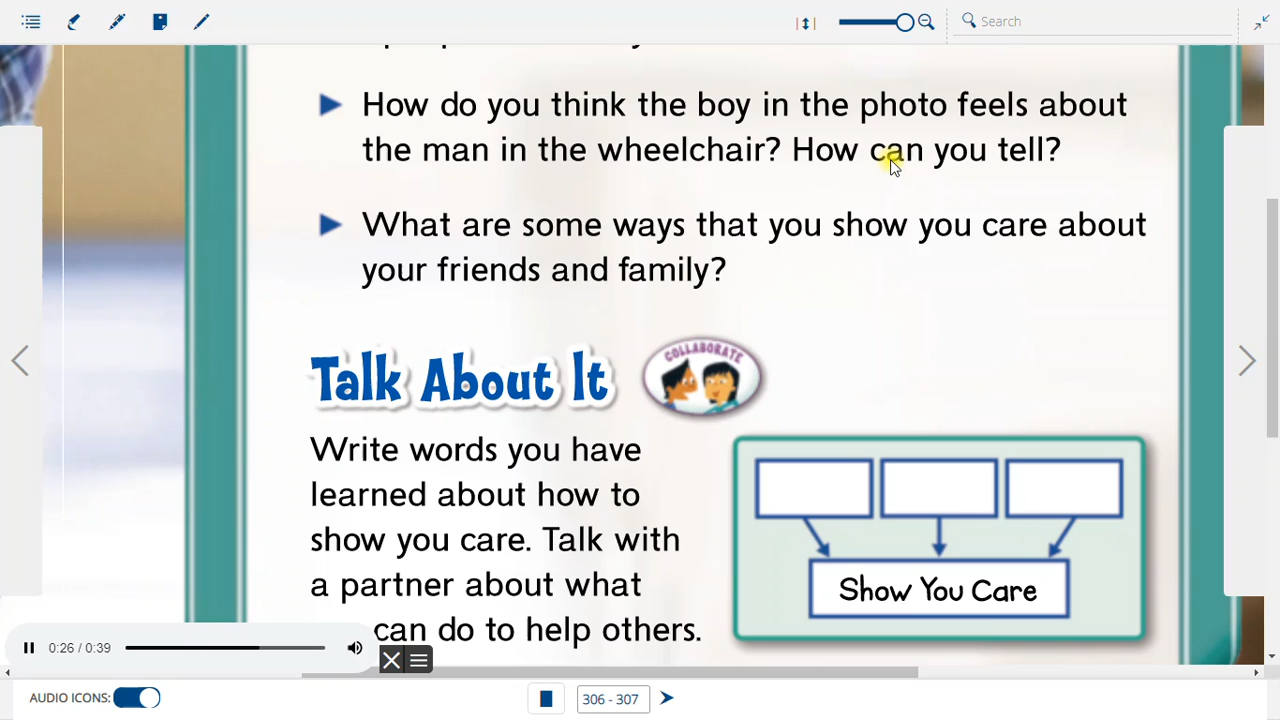 Search
How do you think the boy in the photo feels about
the man in the wheelchair? How can you tell?
What are some ways that you show you care about
your friends and family?
Talk About It
COLLABORATE
Write words you have
learned about how to
show you care. Talk with
a partner about what
can do to help others.
Show You Care
0:26 / 0:39
AUDIO ICONS:
306 - 307